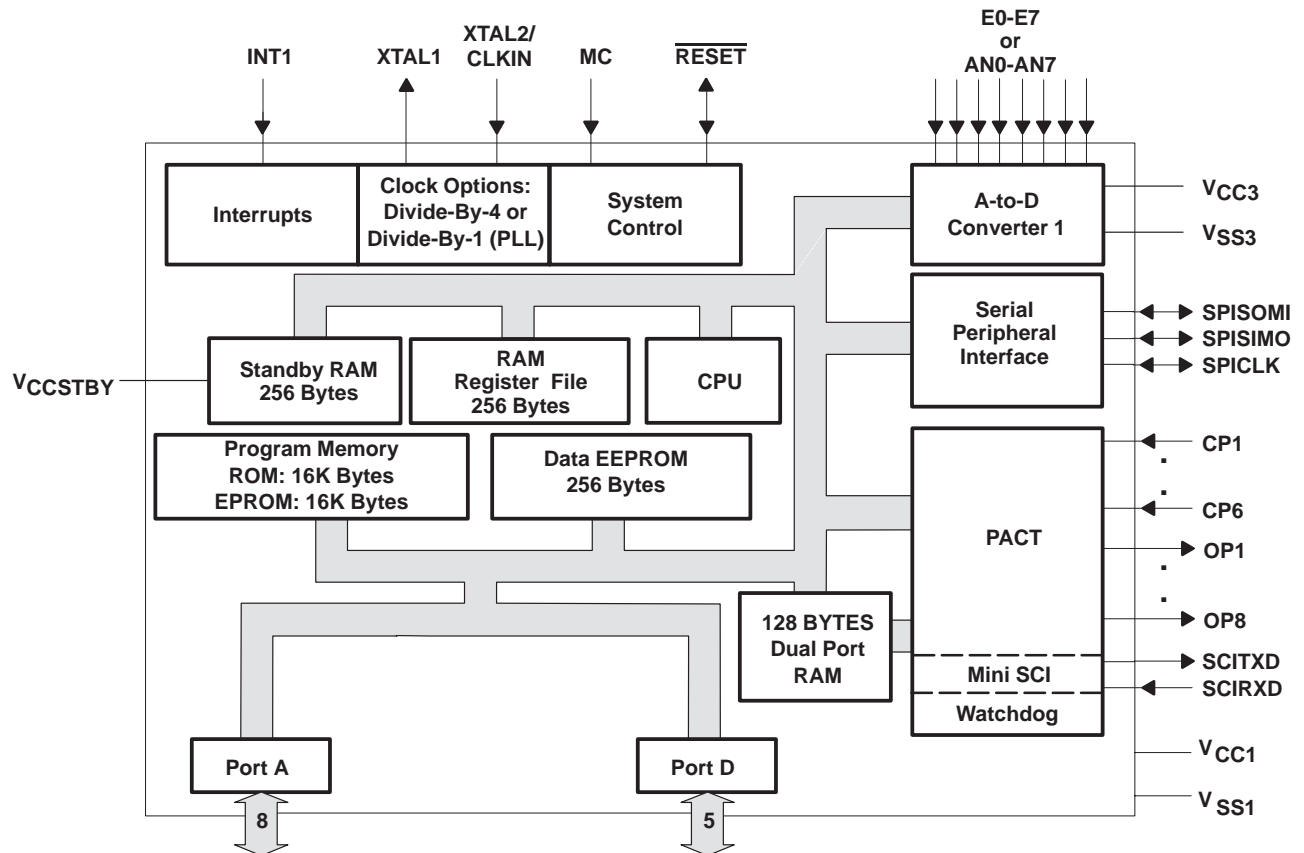 E0-E7
or
AN0-AN7
INT1
XTAL1
XTAL2/
CLKIN
MC
RESET
Interrupts
Clock Options:
Divide-By-4 or
Divide-By-1 (PLL)
System
Control
A-to-D
Converter 1
VCC3
VSS3
Serial
Peripheral
Interface
SPISOMI
SPISIMO
SPICLK
VCCSTBY
Standby RAM
256 Bytes
RAM
Register File
256 Bytes
CPU
Program Memory
ROM: 16K Bytes
EPROM: 16K Bytes
Data EEPROM
256 Bytes
PACT
CP1
CP6
OP1
OP8
128 BYTES
Dual Port
RAM
Mini SCI
Watchdog
SCITXD
SCIRXD
Port A
Port D
VCC1
VSS1
8
5